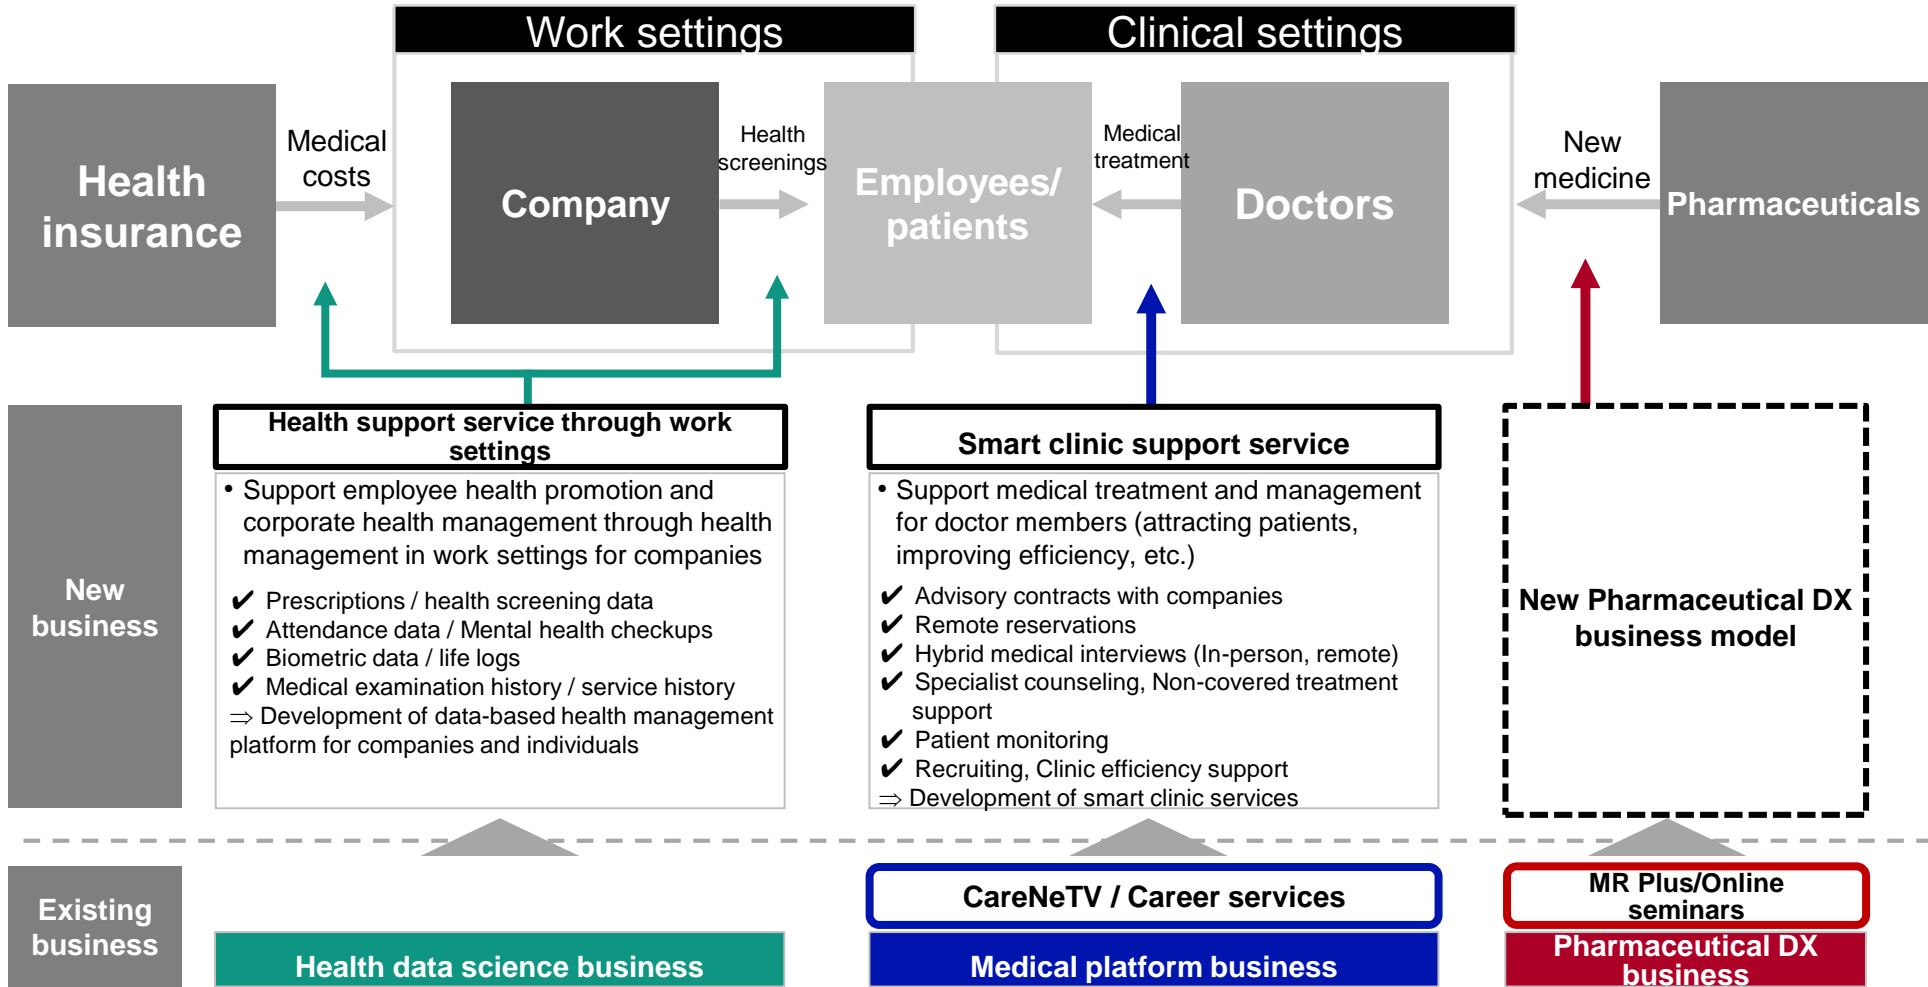 Work settings
Clinical settings
Health
insurance
Medical
costs
Company
Health
screenings
Employees/
patients
Medical
treatment
Doctors
New
medicine
Pharmaceuticals
New
business
Health support service through work
settings
• Support employee health promotion and
corporate health management through health
management in work settings for companies
✔ Prescriptions / health screening data
✔ Attendance data / Mental health checkups
✔ Biometric data / life logs
✔ Medical examination history / service history
⇒ Development of data-based health management
platform for companies and individuals
Smart clinic support service
• Support medical treatment and management
for doctor members (attracting patients,
improving efficiency, etc.)
✔ Advisory contracts with companies
✔ Remote reservations
✔ Hybrid medical interviews (In-person, remote)
✔ Specialist counseling, Non-covered treatment
support
✔ Patient monitoring
✔ Recruiting, Clinic efficiency support
⇒ Development of smart clinic services
New Pharmaceutical DX
business model
Existing
business
Health data science business
CareNeTV / Career services
Medical platform business
MR Plus/Online
seminars
Pharmaceutical DX
business